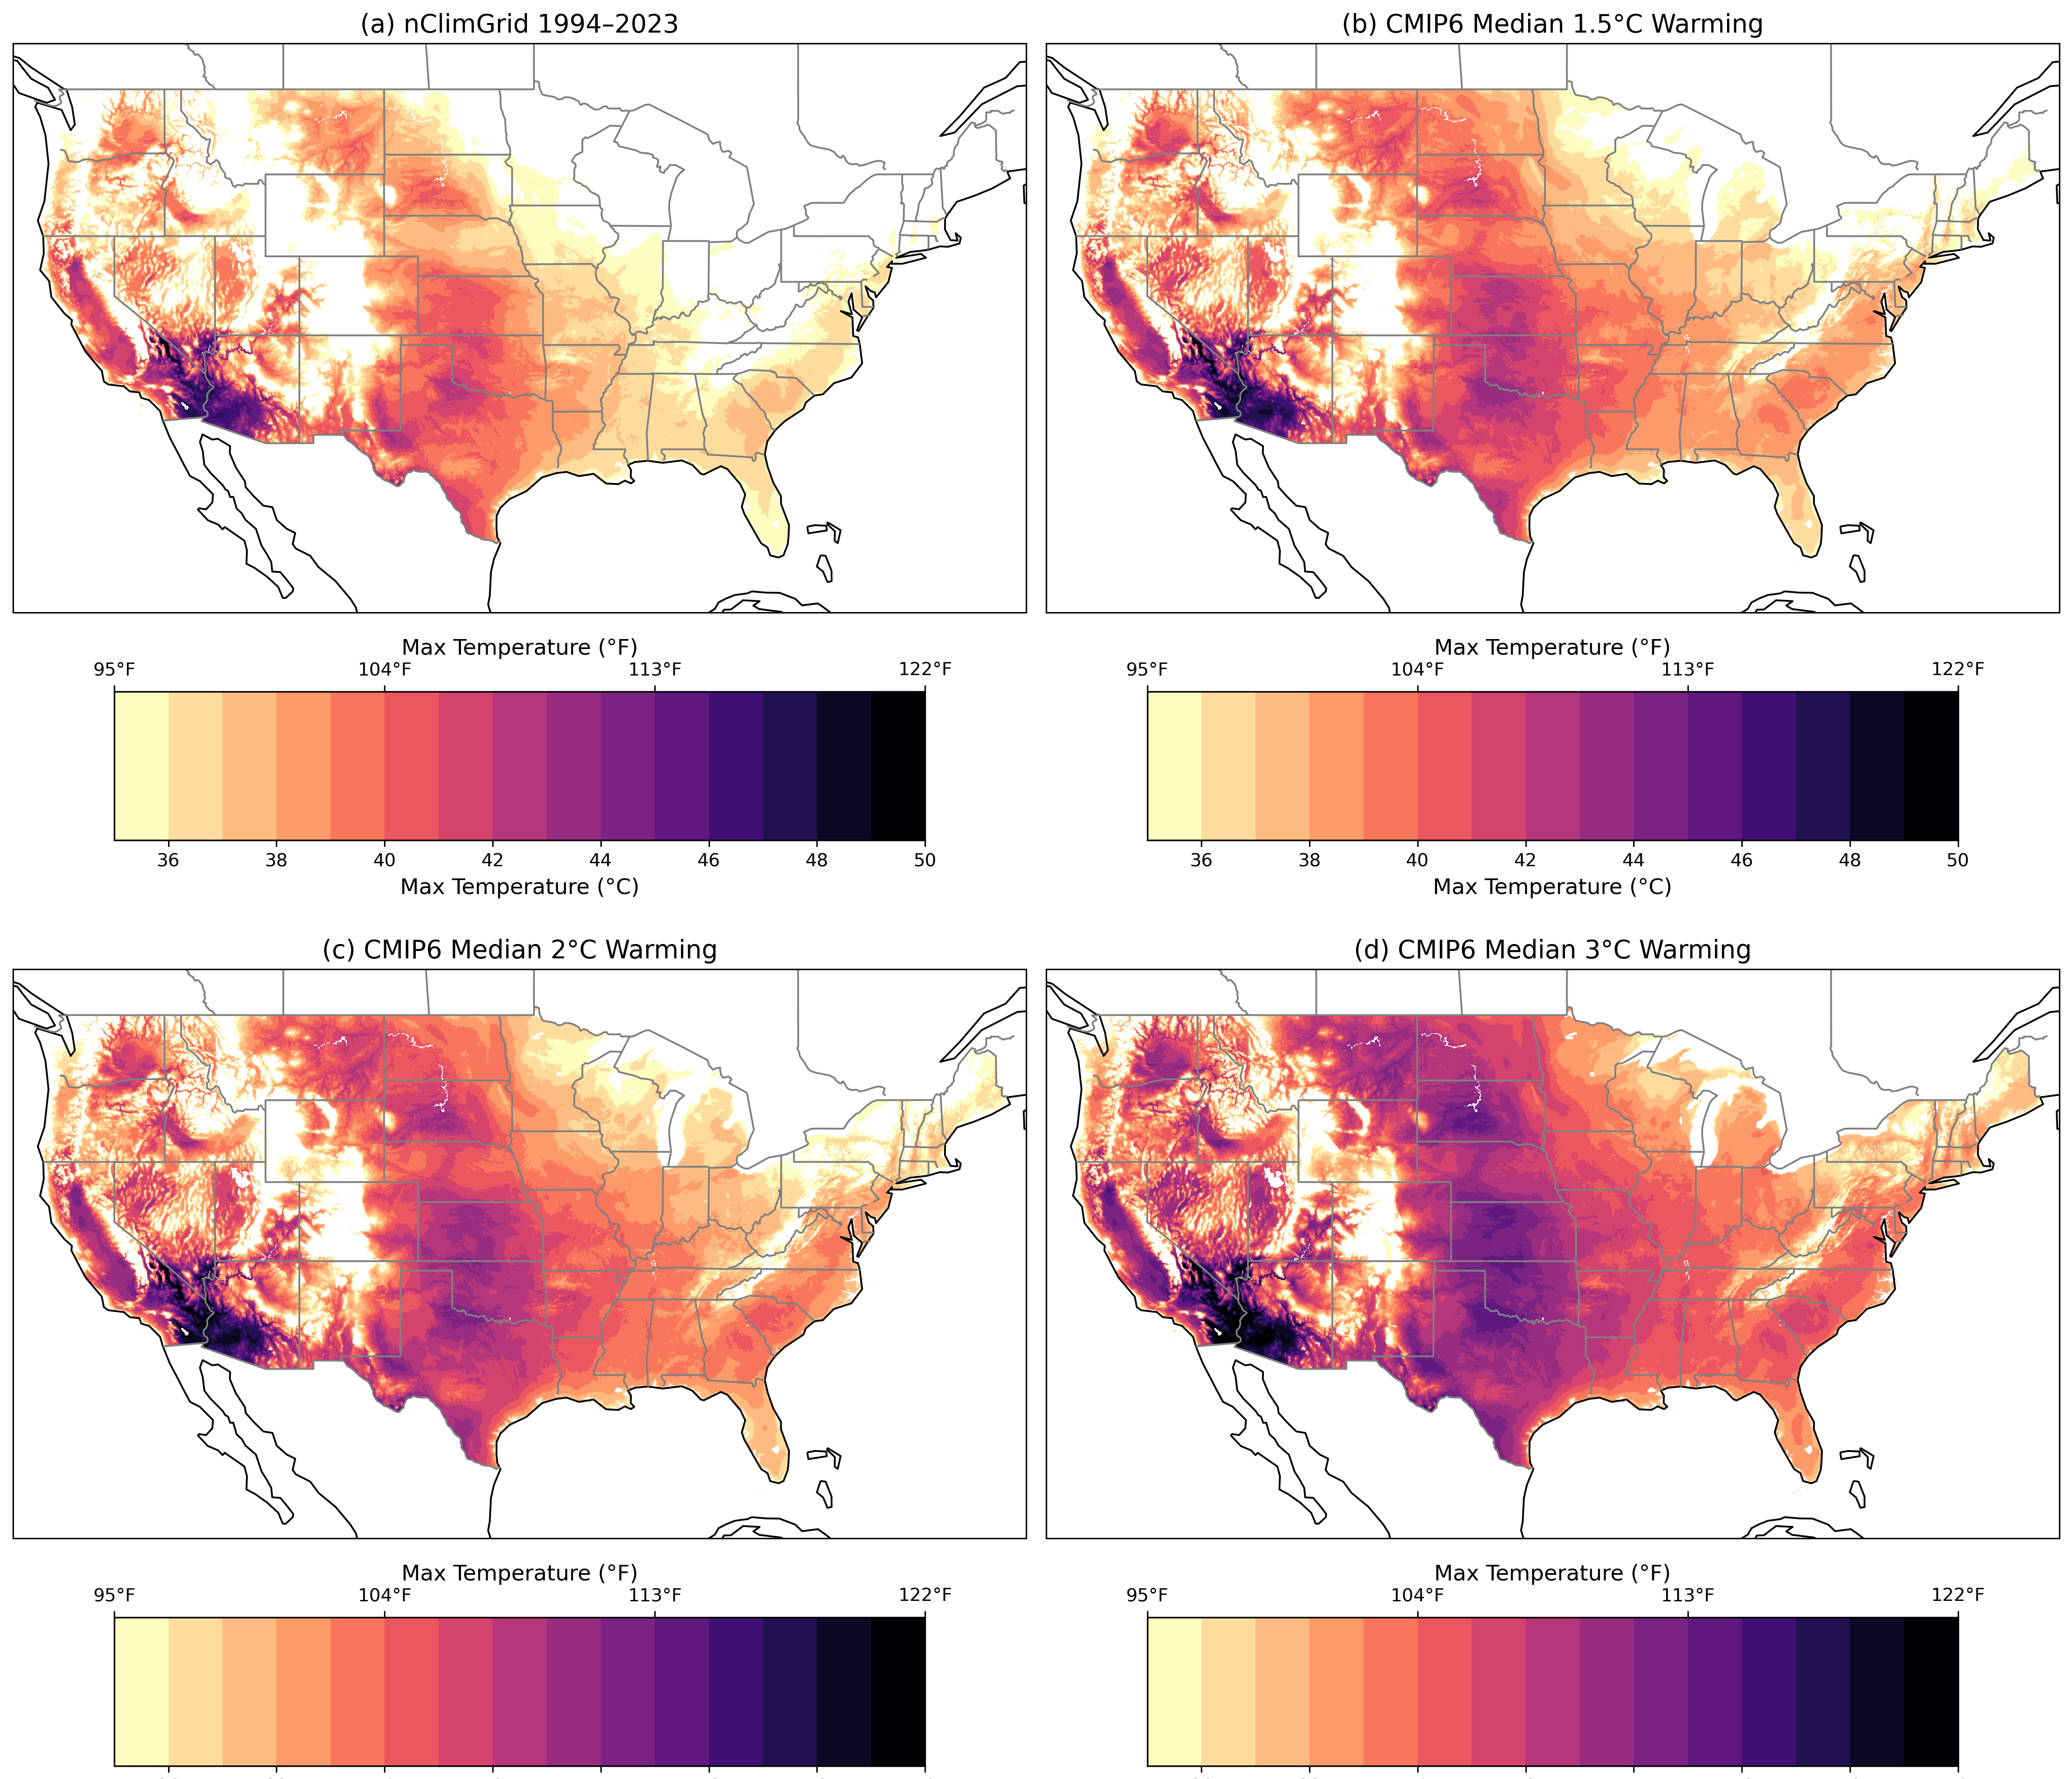 (a) nClimGrid 1994–2023
(b) CMIP6 Median 1.5°C Warming
Max Temperature (°F)
95°F 104°F 113°F 122°F
36 38 40 42 44 46 48 50
Max Temperature (°C)
Max Temperature (°F)
95°F 104°F 113°F 122°F
36 38 40 42 44 46 48 50
Max Temperature (°C)
(c) CMIP6 Median 2°C Warming
(d) CMIP6 Median 3°C Warming
Max Temperature (°F)
95°F 104°F 113°F 122°F
Max Temperature (°F)
95°F 104°F 113°F 122°F